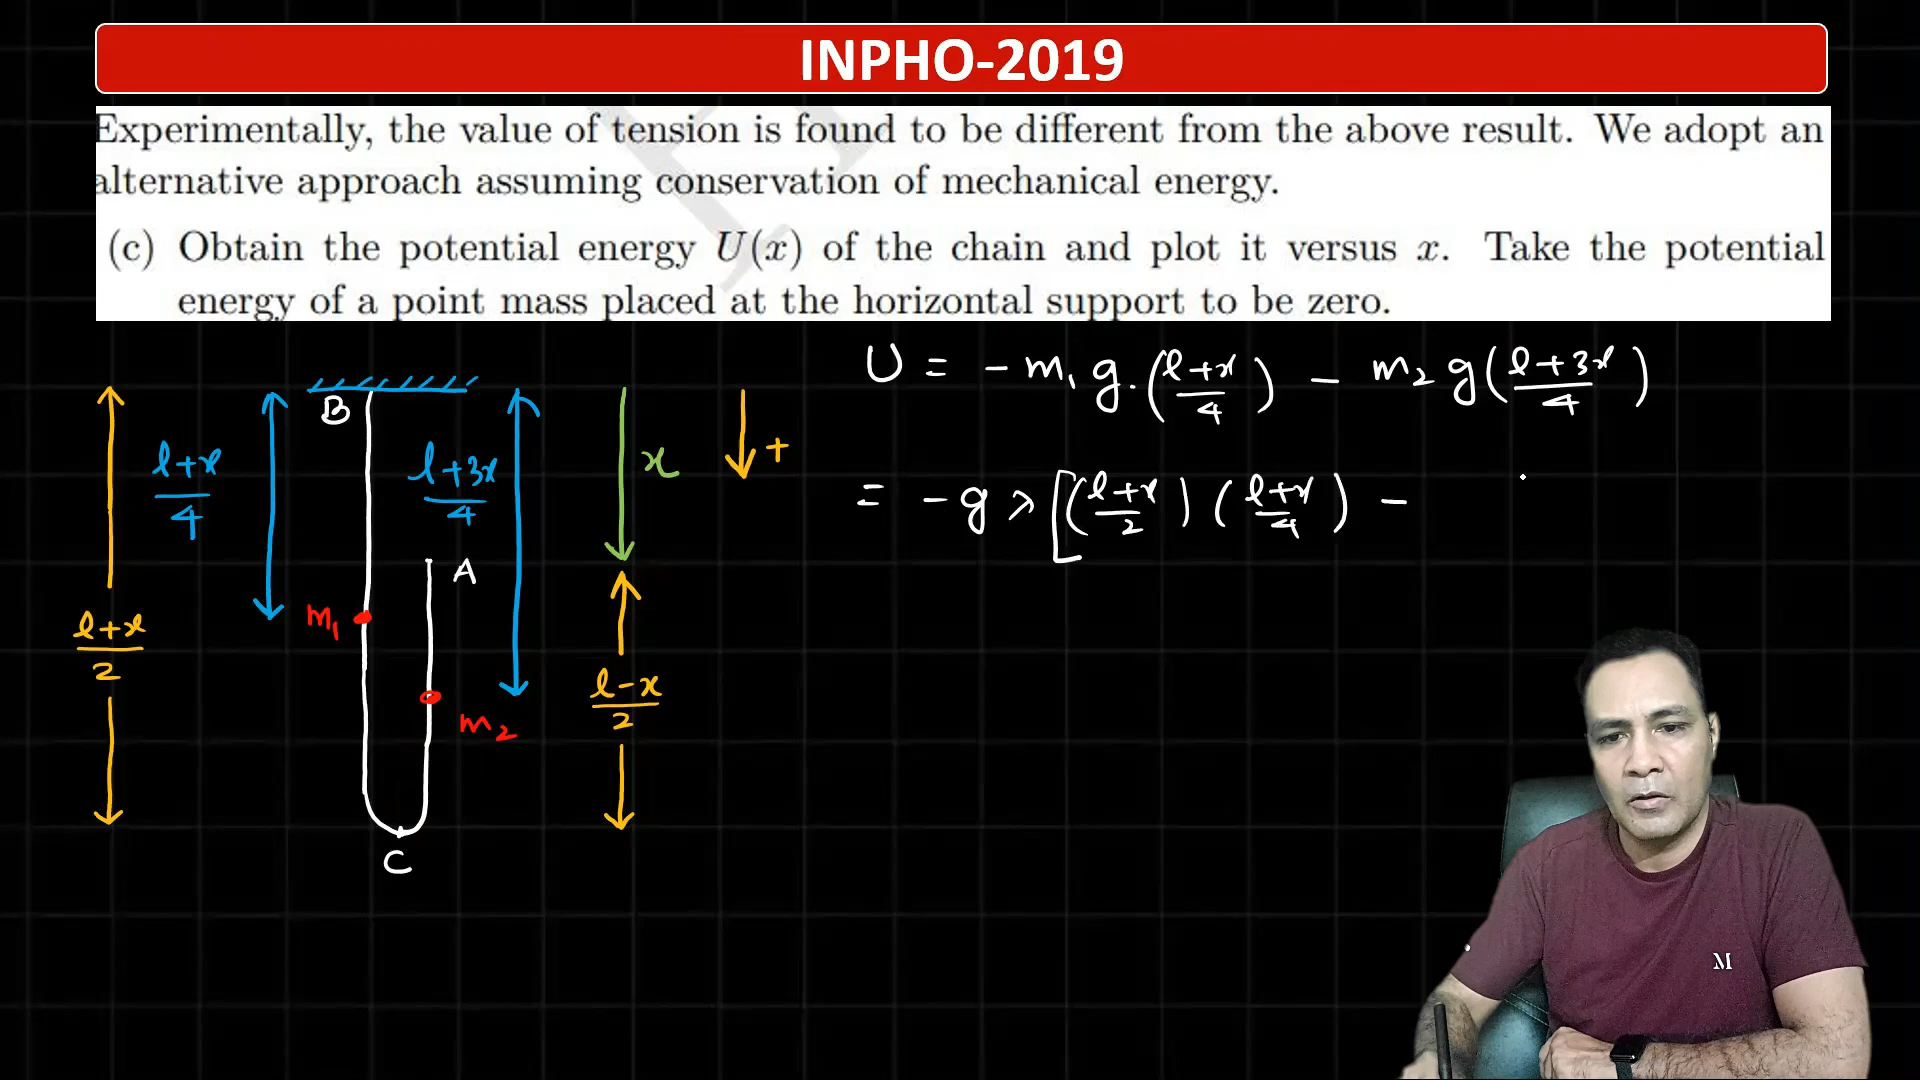 INPHO-2019
Experimentally, the value of tension is found to be different from the above result. We adopt an
alternative approach assuming conservation of mechanical energy.
(c) Obtain the potential energy U(x) of the chain and plot it versus x. Take the potential
energy of a point mass placed at the horizontal support to be zero.
U = - m₁ g. ((l+x)/4) - m₂ g ((l+3x)/4)
= - g λ [((l+x)/2) ((l+x)/4) -
B
(l+x)/4
(l+3x)/4
x
+
A
m₁
(l+x)/2
(l-x)/2
m₂
C
M